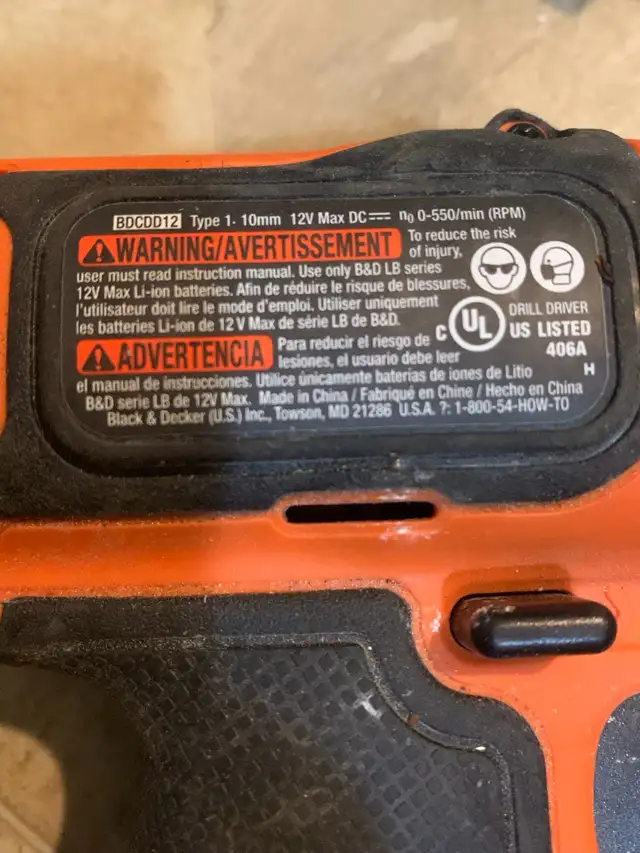 BDCDD12 Type 1· 10mm 12V Max DC⎓ n₀ 0-550/min (RPM)
WARNING/AVERTISSEMENT To reduce the risk
of injury,
user must read instruction manual. Use only B&D LB series
12V Max Li-ion batteries. Afin de réduire le risque de blessures,
l'utilisateur doit lire le mode d'emploi. Utiliser uniquement
les batteries Li-ion de 12 V Max de série LB de B&D.
C UL US LISTED
DRILL DRIVER
406A
H
ADVERTENCIA Para reducir el riesgo de
lesiones, el usuario debe leer
el manual de instrucciones. Utilice únicamente baterías de iones de Litio
B&D serie LB de 12V Max. Made in China / Fabriqué en Chine / Hecho en China
Black & Decker (U.S.) Inc., Towson, MD 21286 U.S.A. ?: 1-800-54-HOW-TO